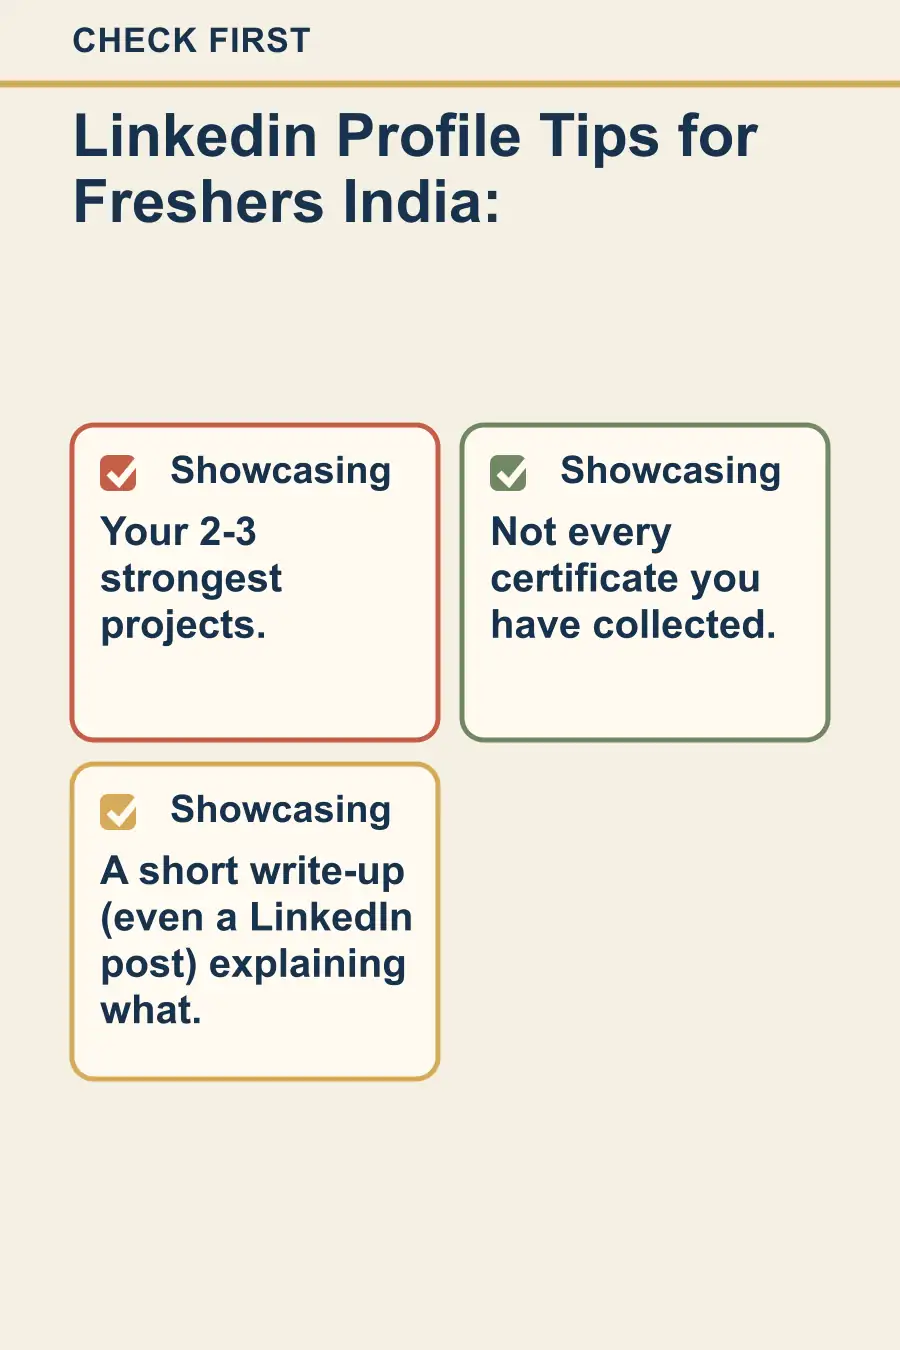 CHECK FIRST
Linkedin Profile Tips for
Freshers India:
Showcasing
Your 2-3
strongest
projects.
Showcasing
Not every
certificate you
have collected.
Showcasing
A short write-up
(even a LinkedIn
post) explaining
what.